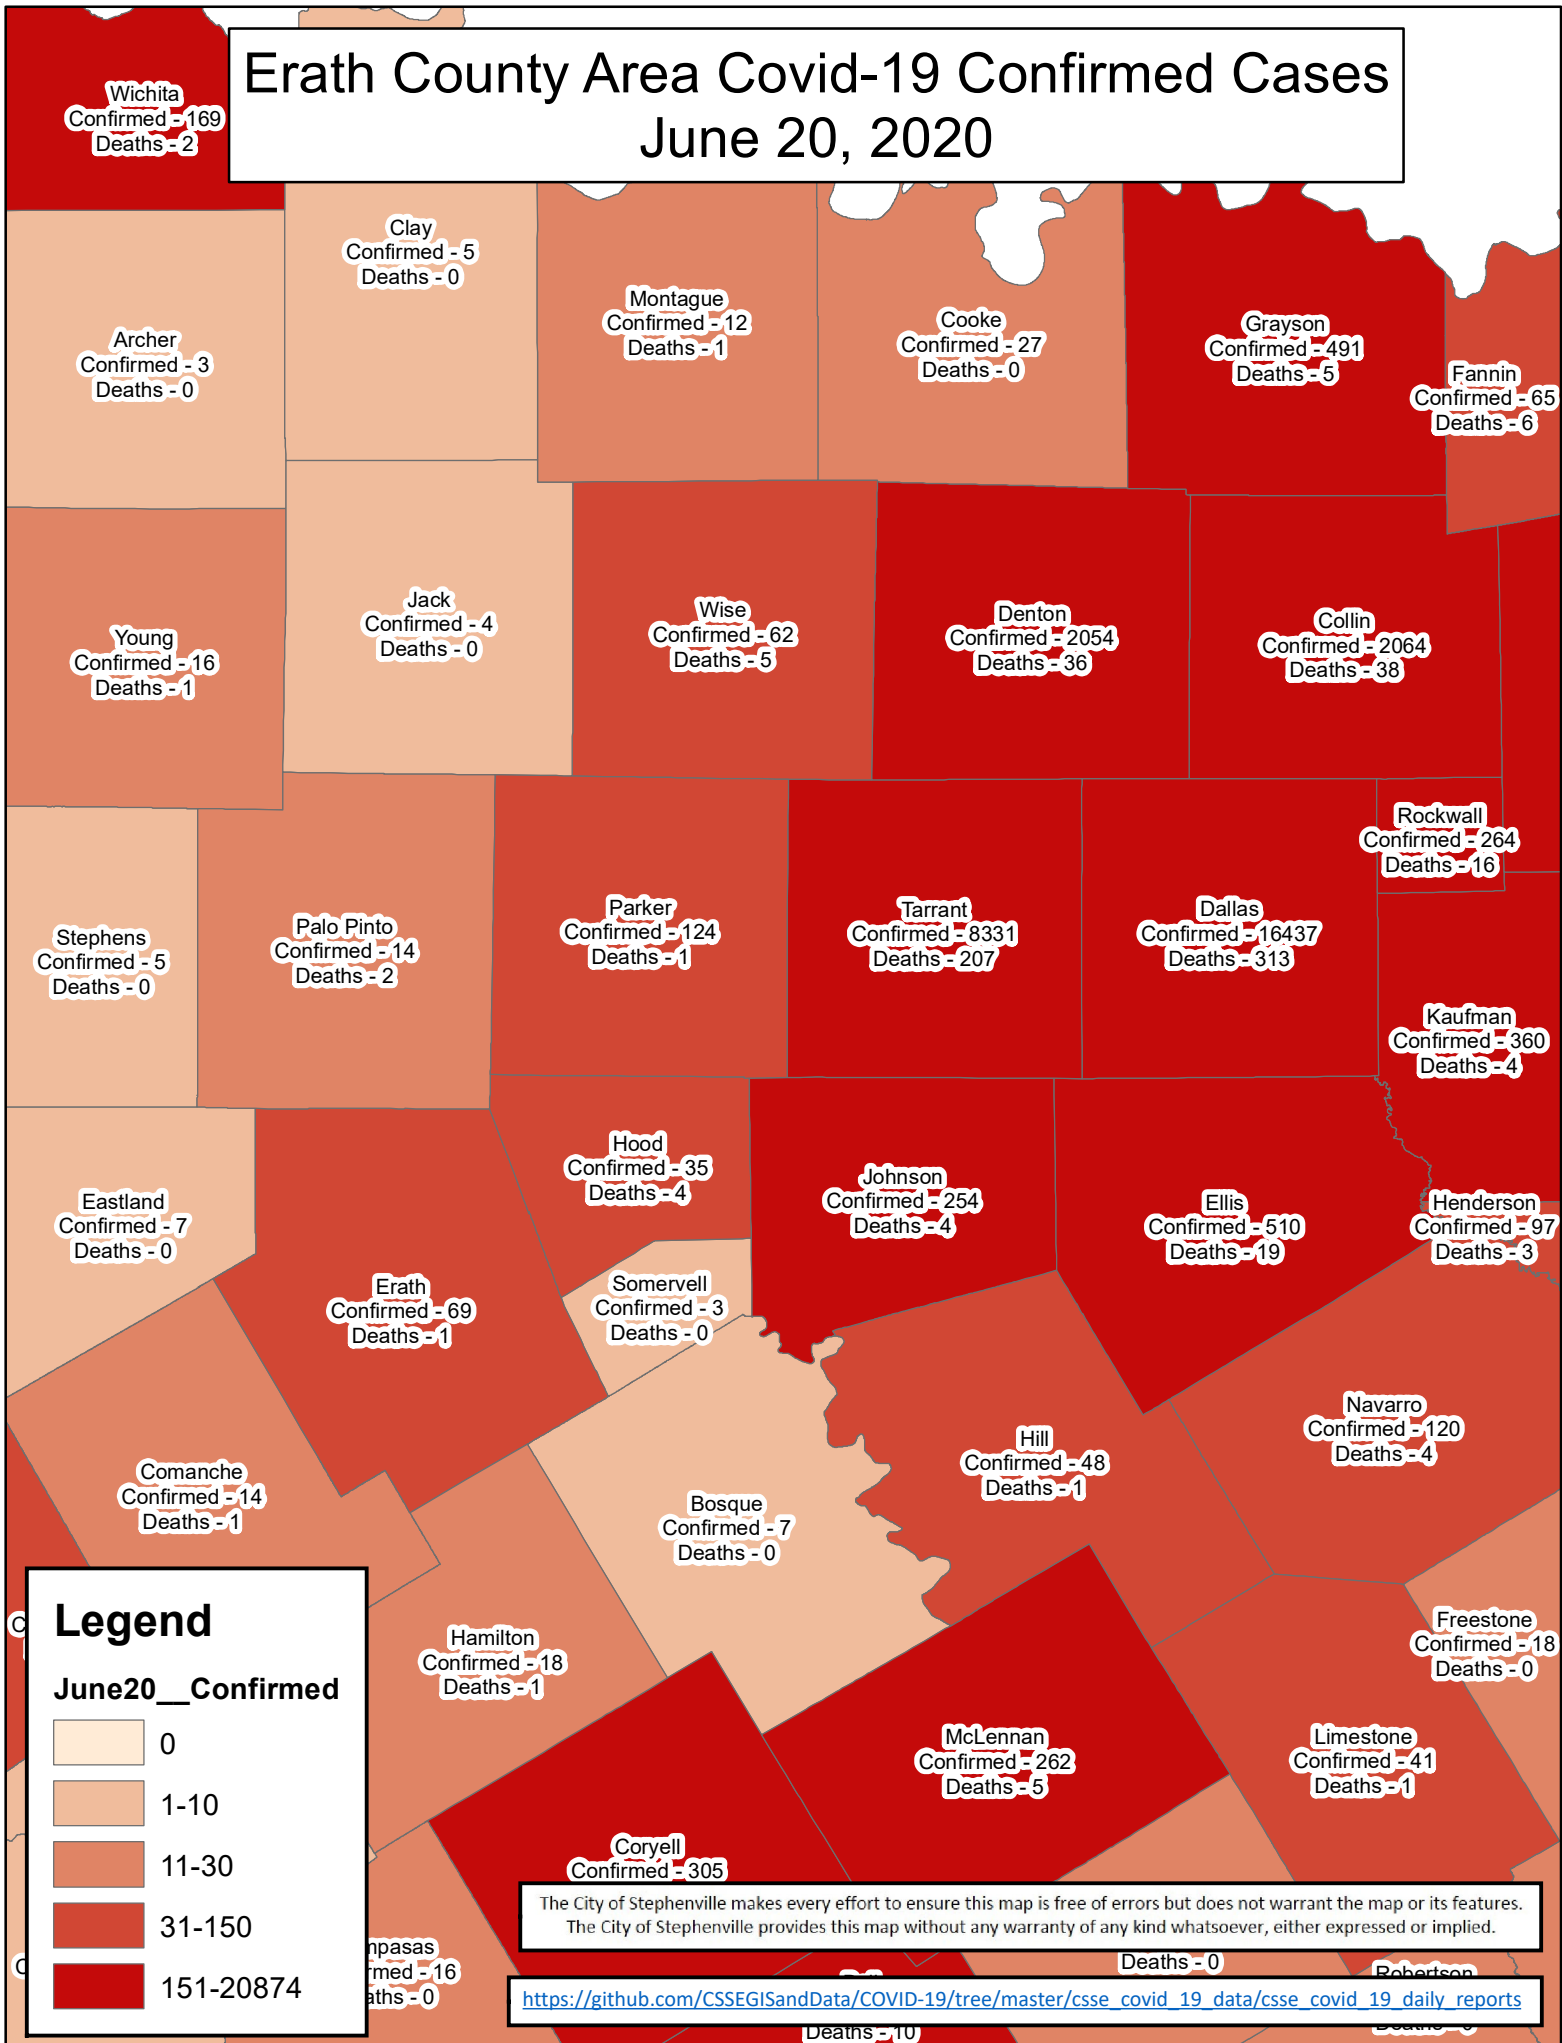 Erath County Area Covid-19 Confirmed Cases
June 20, 2020
Wichita
Confirmed - 169
Deaths - 2
Clay
Confirmed - 5
Deaths - 0
Montague
Confirmed - 12
Deaths - 1
Cooke
Confirmed - 27
Deaths - 0
Grayson
Confirmed - 491
Deaths - 5
Archer
Confirmed - 3
Deaths - 0
Fannin
Confirmed - 65
Deaths - 6
Young
Confirmed - 16
Deaths - 1
Jack
Confirmed - 4
Deaths - 0
Wise
Confirmed - 62
Deaths - 5
Denton
Confirmed - 2054
Deaths - 36
Collin
Confirmed - 2064
Deaths - 38
Rockwall
Confirmed - 264
Deaths - 16
Stephens
Confirmed - 5
Deaths - 0
Palo Pinto
Confirmed - 14
Deaths - 2
Parker
Confirmed - 124
Deaths - 1
Tarrant
Confirmed - 8331
Deaths - 207
Dallas
Confirmed - 16437
Deaths - 313
Kaufman
Confirmed - 360
Deaths - 4
Eastland
Confirmed - 7
Deaths - 0
Hood
Confirmed - 35
Deaths - 4
Johnson
Confirmed - 254
Deaths - 4
Ellis
Confirmed - 510
Deaths - 19
Henderson
Confirmed - 97
Deaths - 3
Erath
Confirmed - 69
Deaths - 1
Somervell
Confirmed - 3
Deaths - 0
Comanche
Confirmed - 14
Deaths - 1
Bosque
Confirmed - 7
Deaths - 0
Hill
Confirmed - 48
Deaths - 1
Navarro
Confirmed - 120
Deaths - 4
Hamilton
Confirmed - 18
Deaths - 1
Freestone
Confirmed - 18
Deaths - 0
McLennan
Confirmed - 262
Deaths - 5
Limestone
Confirmed - 41
Deaths - 1
Coryell
Confirmed - 305
mpasas
rmed - 16
aths - 0
Deaths - 0
Robertson
Deaths - 10
C
C
Legend
June20__Confirmed
0
1-10
11-30
31-150
151-20874
The City of Stephenville makes every effort to ensure this map is free of errors but does not warrant the map or its features.
The City of Stephenville provides this map without any warranty of any kind whatsoever, either expressed or implied.
https://github.com/CSSEGISandData/COVID-19/tree/master/csse_covid_19_data/csse_covid_19_daily_reports